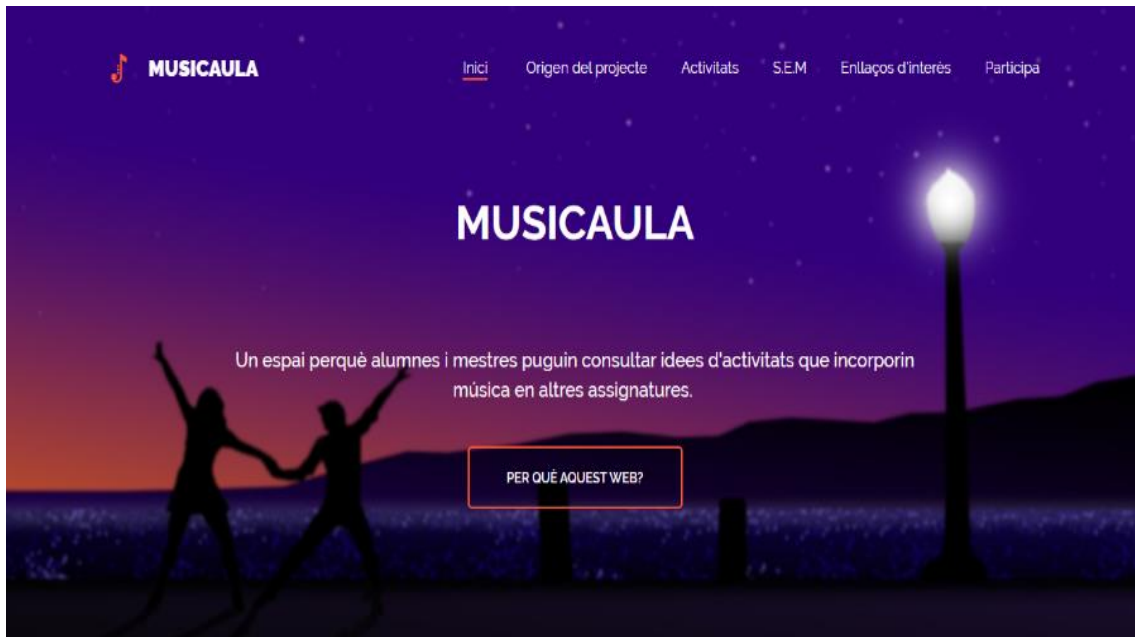 MUSICAULA
Inici Origen del projecte Activitats S.E.M Enllaços d'interès Participa
MUSICAULA
Un espai perquè alumnes i mestres puguin consultar idees d'activitats que incorporin
música en altres assignatures.
PER QUÈ AQUEST WEB?